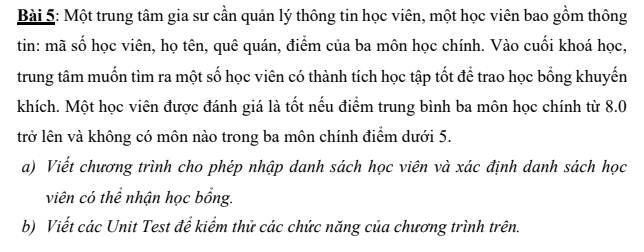 Bài 5: Một trung tâm gia sư cần quản lý thông tin học viên, một học viên bao gồm thông
tin: mã số học viên, họ tên, quê quán, điểm của ba môn học chính. Vào cuối khoá học,
trung tâm muốn tìm ra một số học viên có thành tích học tập tốt để trao học bổng khuyến
khích. Một học viên được đánh giá là tốt nếu điểm trung bình ba môn học chính từ 8.0
trở lên và không có môn nào trong ba môn chính điểm dưới 5.
a) Viết chương trình cho phép nhập danh sách học viên và xác định danh sách học
viên có thể nhận học bổng.
b) Viết các Unit Test để kiểm thử các chức năng của chương trình trên.